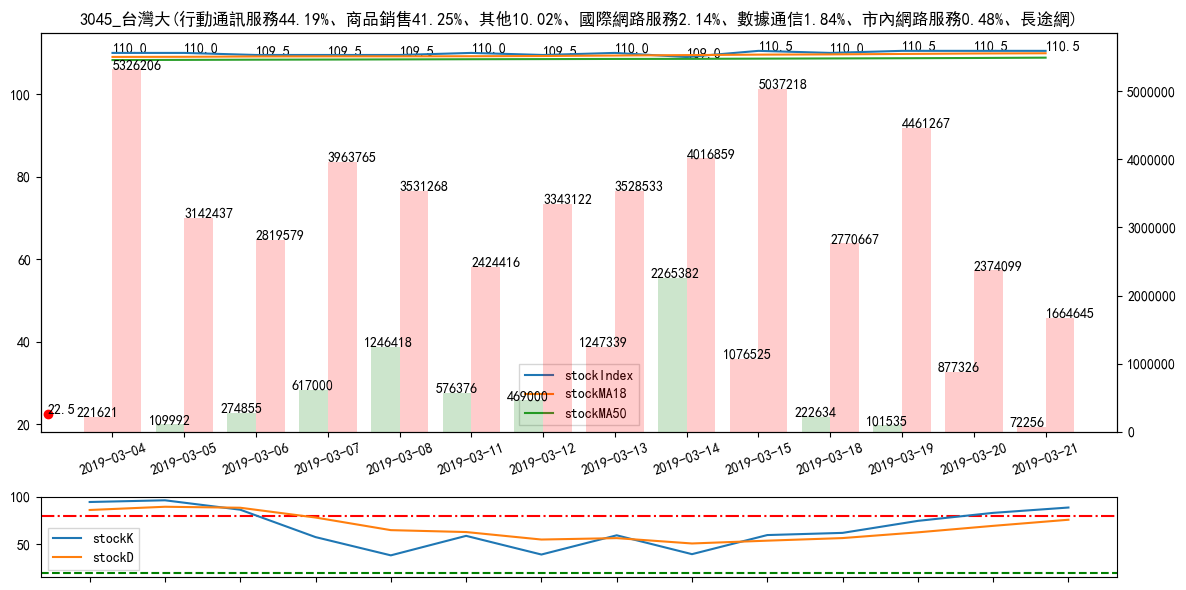 3045_台灣大(行動通訊服務44.19%、商品銷售41.25%、其他10.02%、國際網路服務2.14%、數據通信1.84%、市內網路服務0.48%、長途網)
110.0 110.0 109.5 109.5 109.5 110.0 109.5 110.0 109.0 110.5 110.0 110.5 110.5 110.5
5326206 3142437 2819579 3963765 3531268 2424416 3343122 3528533 4016859 5037218 2770667 4461267 2374099 1664645
221621 109992 274855 617000 1246418 576376 469000 1247339 2265382 1076525 222634 101535 877326 72256
22.5
100
80
60
40
20
5000000
4000000
3000000
2000000
1000000
0
stockIndex
stockMA18
stockMA50
2019-03-04 2019-03-05 2019-03-06 2019-03-07 2019-03-08 2019-03-11 2019-03-12 2019-03-13 2019-03-14 2019-03-15 2019-03-18 2019-03-19 2019-03-20 2019-03-21
100
50
stockK
stockD